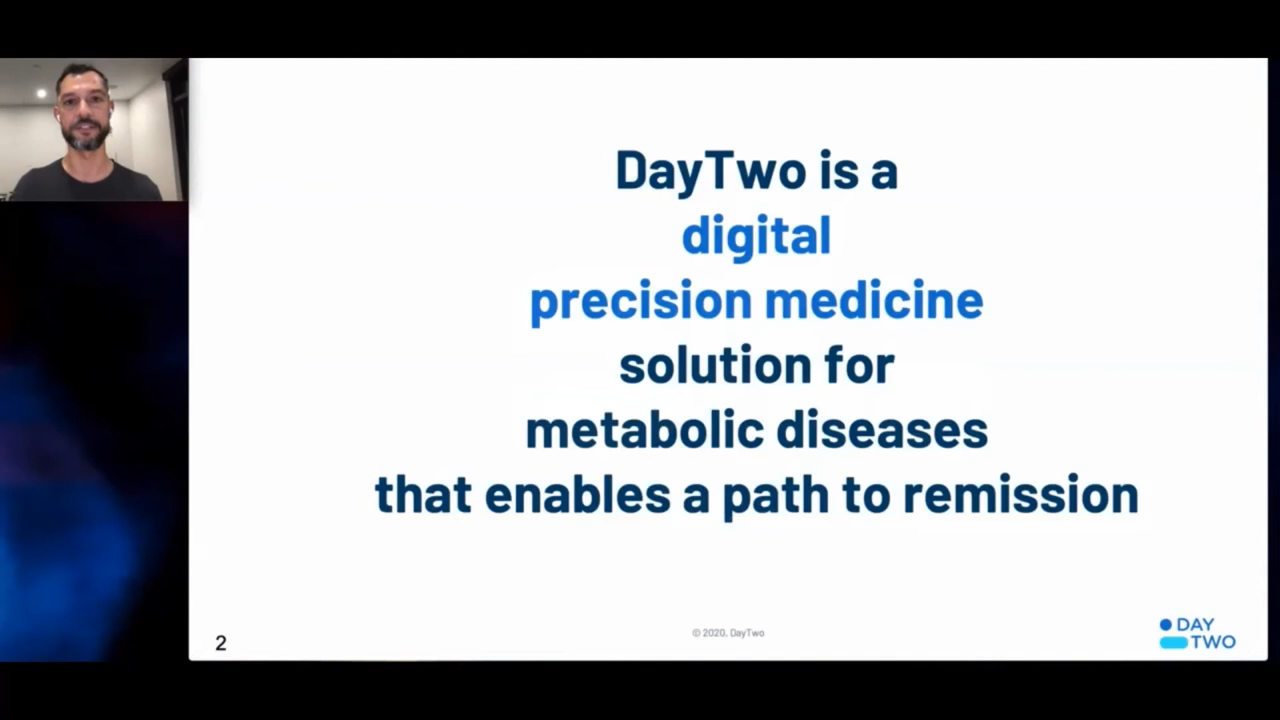 DayTwo is a
digital
precision medicine
solution for
metabolic diseases
that enables a path to remission
2
© 2020, DayTwo
DAY
TWO